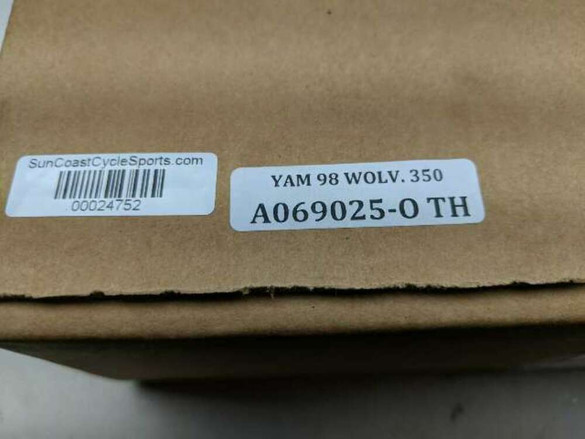 SunCoastCycleSports.com
00024752
YAM 98 WOLV. 350
A069025-O TH